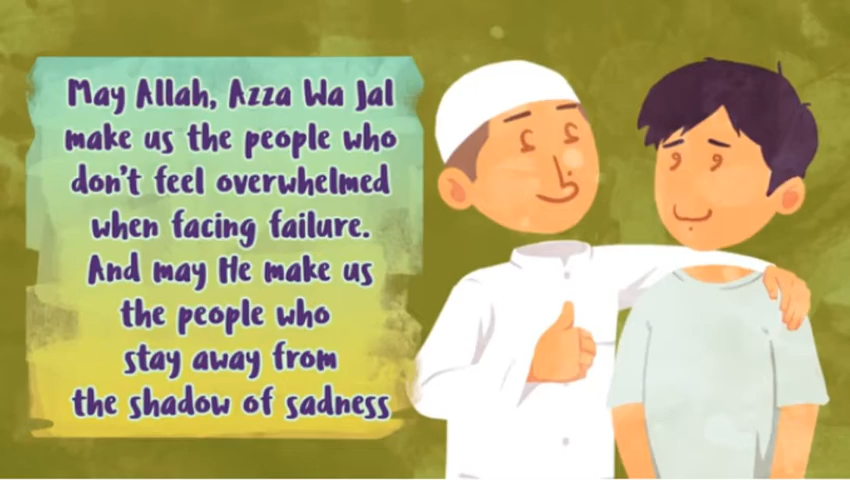 May Allah, Azza Wa Jal
make us the people who
don't feel overwhelmed
when facing failure.
And may He make us
the people who
stay away from
the shadow of sadness